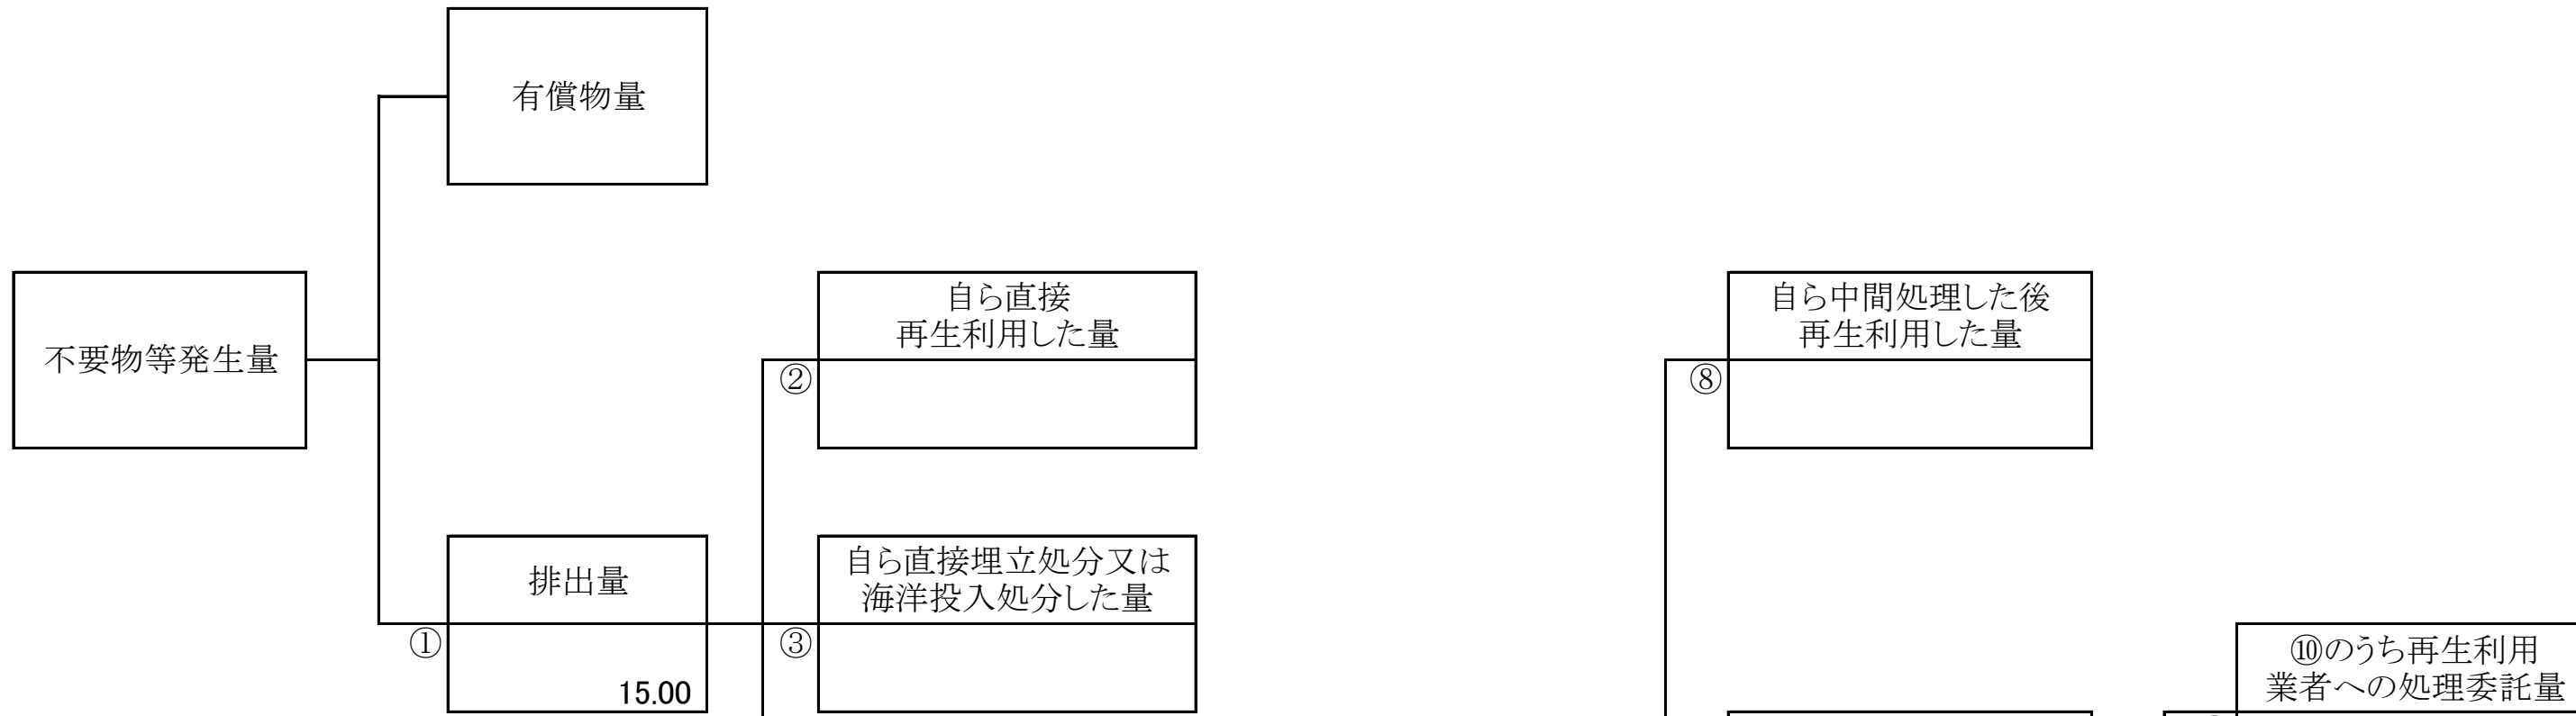 有償物量
不要物等発生量
自ら直接
再生利用した量
②
自ら中間処理した後
再生利用した量
⑧
排出量
①
15.00
自ら直接埋立処分又は
海洋投入処分した量
③
⑩のうち再生利用
業者への処理委託量